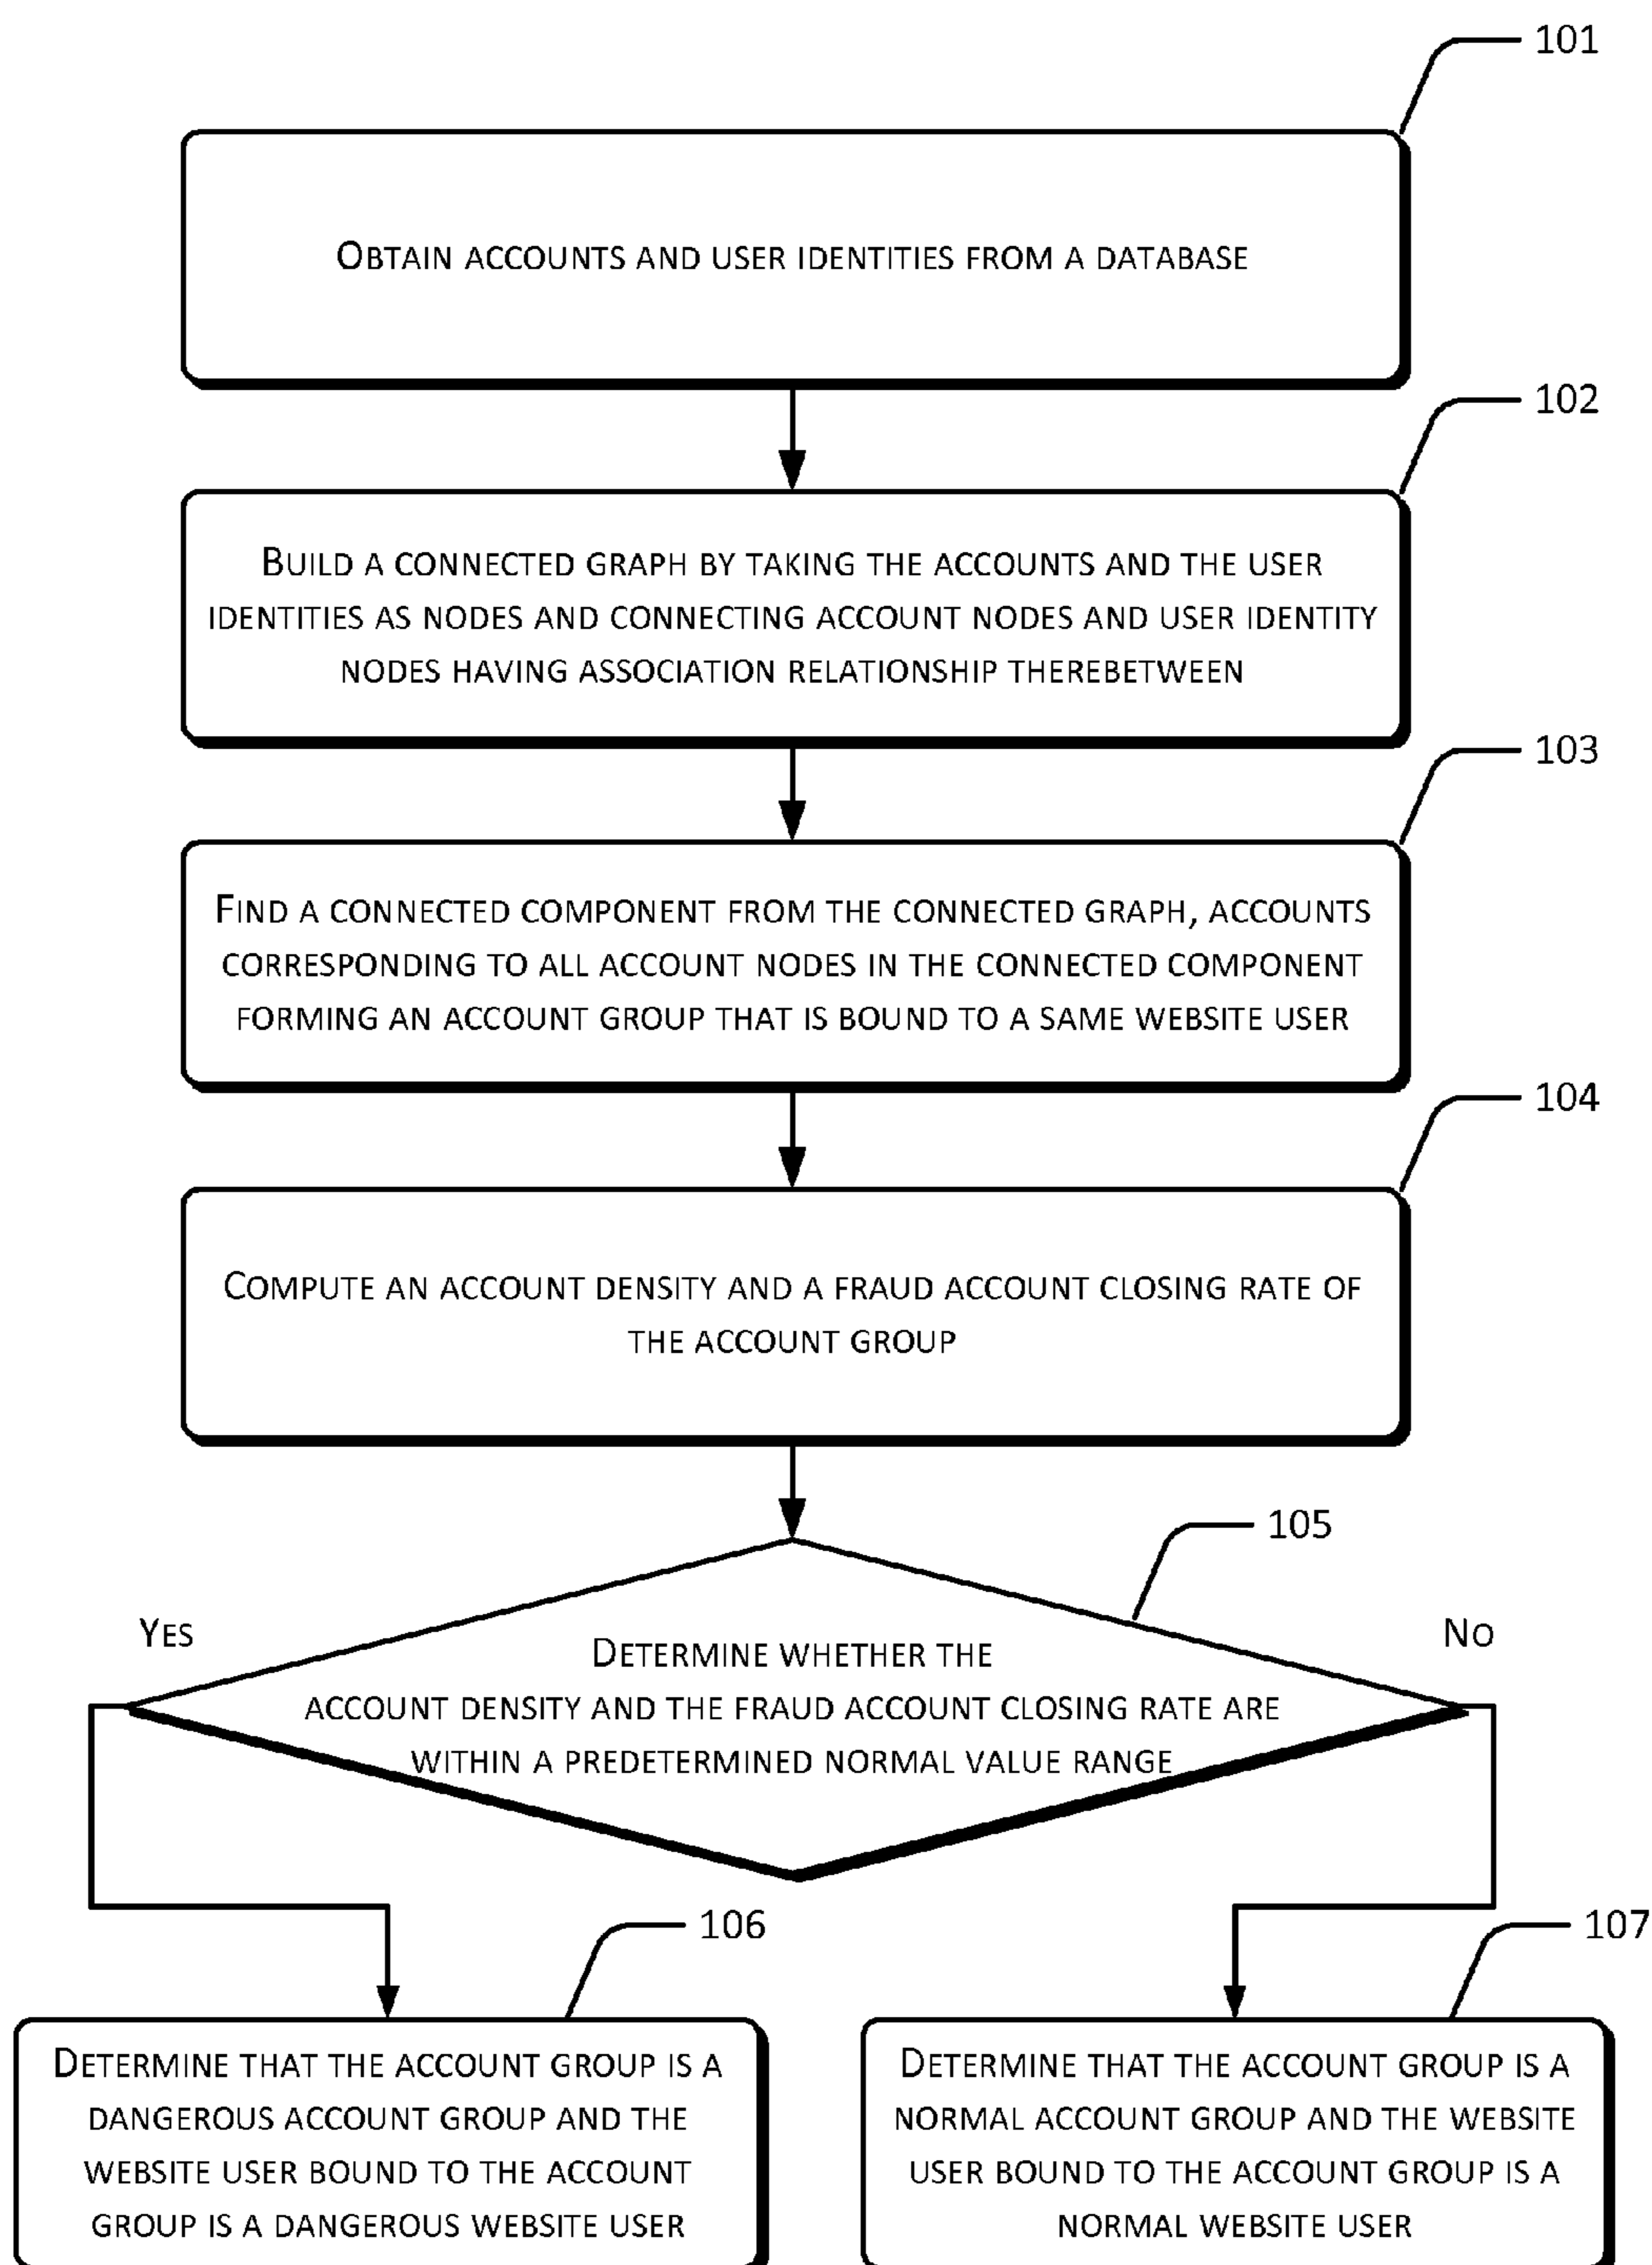 101
OBTAIN ACCOUNTS AND USER IDENTITIES FROM A DATABASE
102
BUILD A CONNECTED GRAPH BY TAKING THE ACCOUNTS AND THE USER
IDENTITIES AS NODES AND CONNECTING ACCOUNT NODES AND USER IDENTITY
NODES HAVING ASSOCIATION RELATIONSHIP THEREBETWEEN
103
FIND A CONNECTED COMPONENT FROM THE CONNECTED GRAPH, ACCOUNTS
CORRESPONDING TO ALL ACCOUNT NODES IN THE CONNECTED COMPONENT
FORMING AN ACCOUNT GROUP THAT IS BOUND TO A SAME WEBSITE USER
104
COMPUTE AN ACCOUNT DENSITY AND A FRAUD ACCOUNT CLOSING RATE OF
THE ACCOUNT GROUP
105
YES
NO
DETERMINE WHETHER THE
ACCOUNT DENSITY AND THE FRAUD ACCOUNT CLOSING RATE ARE
WITHIN A PREDETERMINED NORMAL VALUE RANGE
106
DETERMINE THAT THE ACCOUNT GROUP IS A
DANGEROUS ACCOUNT GROUP AND THE
WEBSITE USER BOUND TO THE ACCOUNT
GROUP IS A DANGEROUS WEBSITE USER
107
DETERMINE THAT THE ACCOUNT GROUP IS A
NORMAL ACCOUNT GROUP AND THE WEBSITE
USER BOUND TO THE ACCOUNT GROUP IS A
NORMAL WEBSITE USER